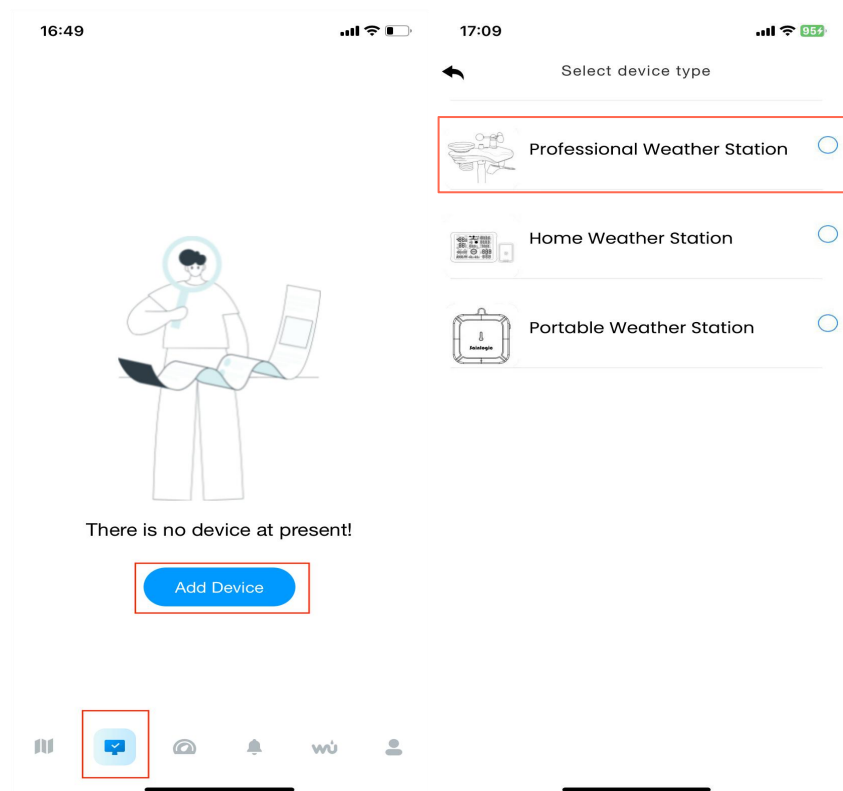 16:49
There is no device at present!
Add Device
wu
17:09
95
Select device type
Professional Weather Station
Home Weather Station
Portable Weather Station